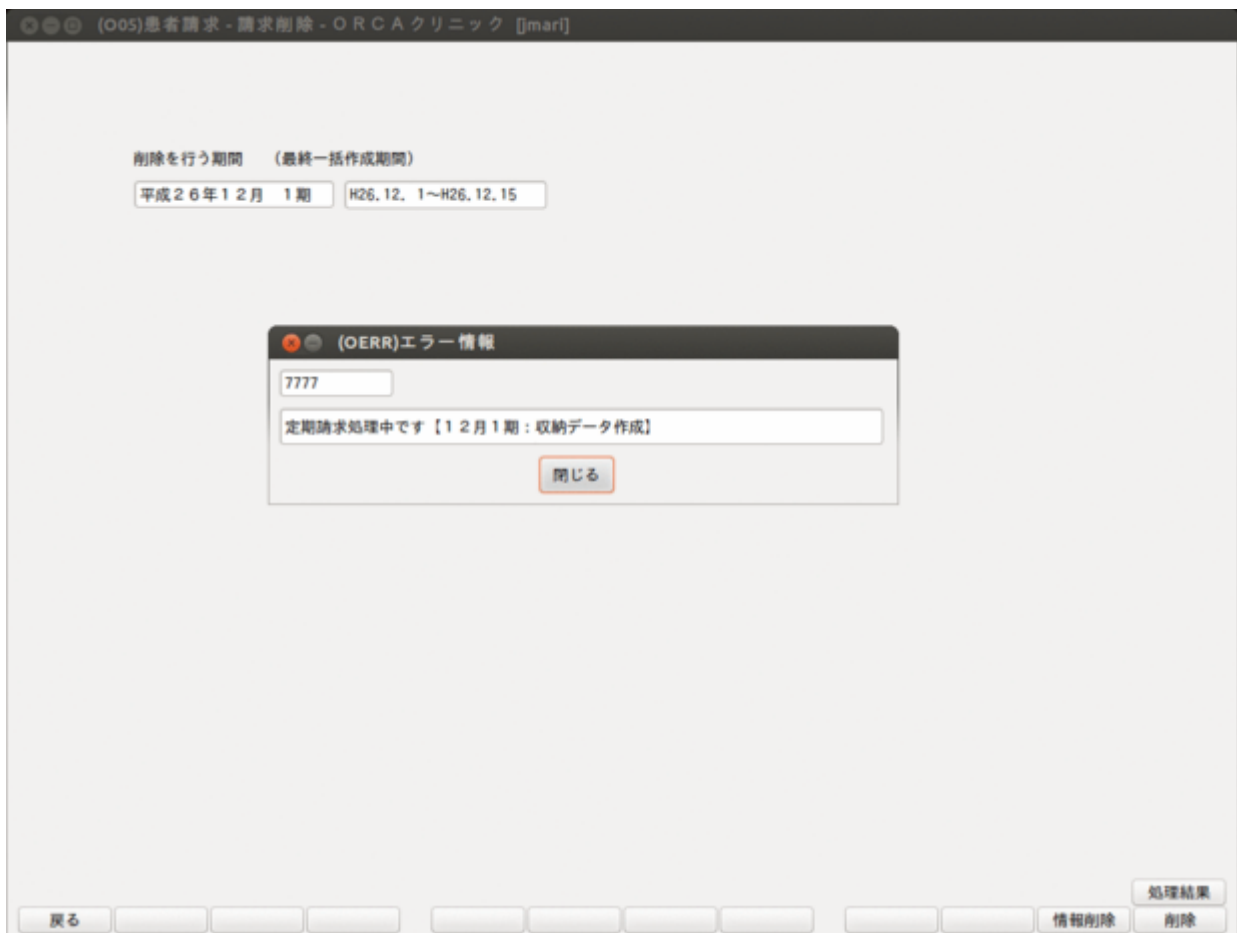 (O05)患者請求 - 請求削除 - ＯＲＣＡクリニック [jmari]
削除を行う期間 (最終一括作成期間)
平成２６年１２月　１期 H26.12. 1～H26.12.15
(OERR)エラー情報
7777
定期請求処理中です【１２月１期：収納データ作成】
閉じる
処理結果
戻る 情報削除 削除